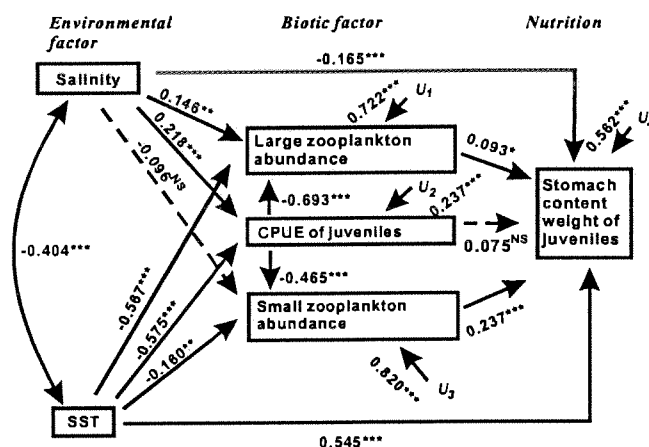 Environmental factor Biotic factor Nutrition
Salinity
-0.165***
0.146**
0.218***
-0.096NS
0.722***
U1
Large zooplankton
abundance
0.093*
0.562***
-0.693***
U2
0.237***
CPUE of juveniles
0.075NS
Stomach
content
weight of
juveniles
-0.404***
-0.465***
-0.567***
-0.575***
-0.160**
Small zooplankton
abundance
0.237***
0.820***
U3
SST
0.545***